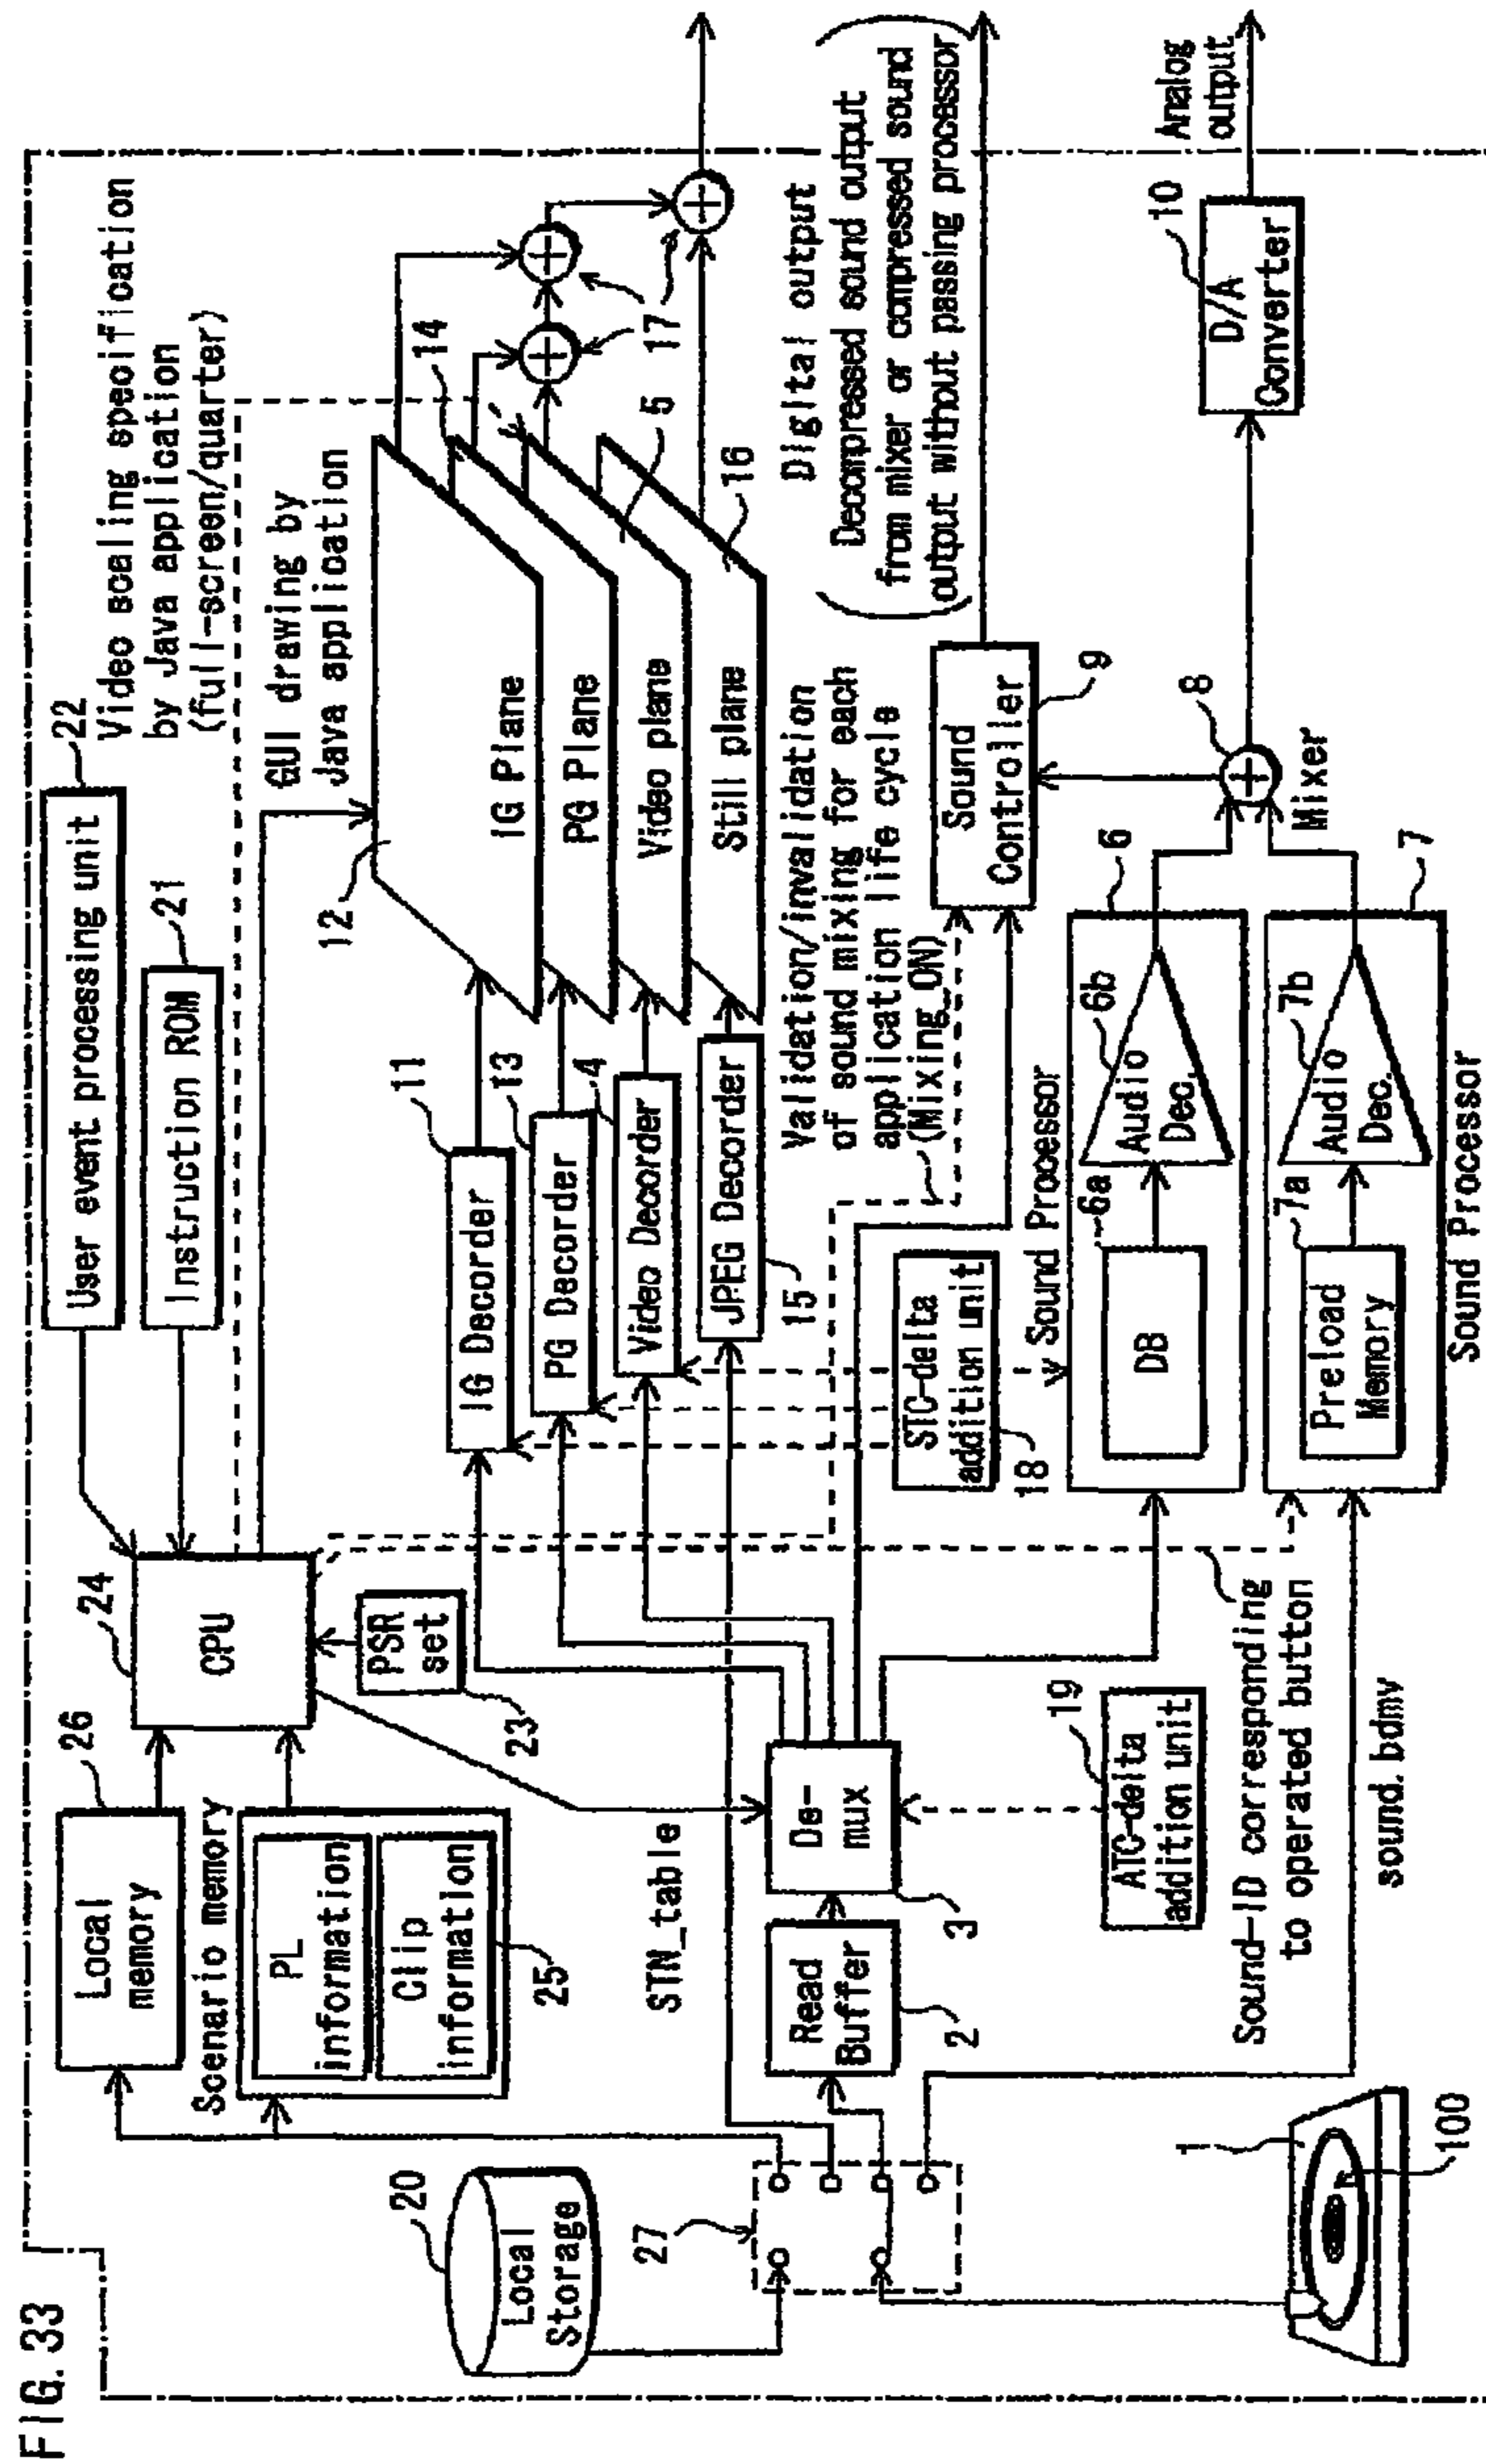 FIG. 33
22
User event processing unit
Video scaling specification
by Java application
(full-screen/quarter)
21
Instruction ROM
GUI drawing by
Java application
24
CPU
26
Local
memory
Scenario memory
PL
information
Clip
information
25
PSR
set
23
STN_table
20
Local
Storage
27
12
IG Plane
14
PG Plane
Video plane
5
Still plane
16
17
11
IG Decorder
13
PG Decorder
4
Video Decorder
JPEG Decorder
15
Digital output
Decompressed sound output
from mixer or compressed sound
output without passing processor
Validation/invalidation
of sound mixing for each
application life cycle
(Mixing_ON)
Read
Buffer
2
De-
mux
3
STC-delta
addition unit
18
Sound
Controller
9
ATC-delta
addition unit
19
Sound Processor
6
6a
DB
6b
Audio
Dec.
8
Mixer
10
D/A
Converter
Analog
output
Sound-ID corresponding
to operated button
7
7a
Preload
Memory
7b
Audio
Dec.
Sound Processor
sound.bdmv
1
100